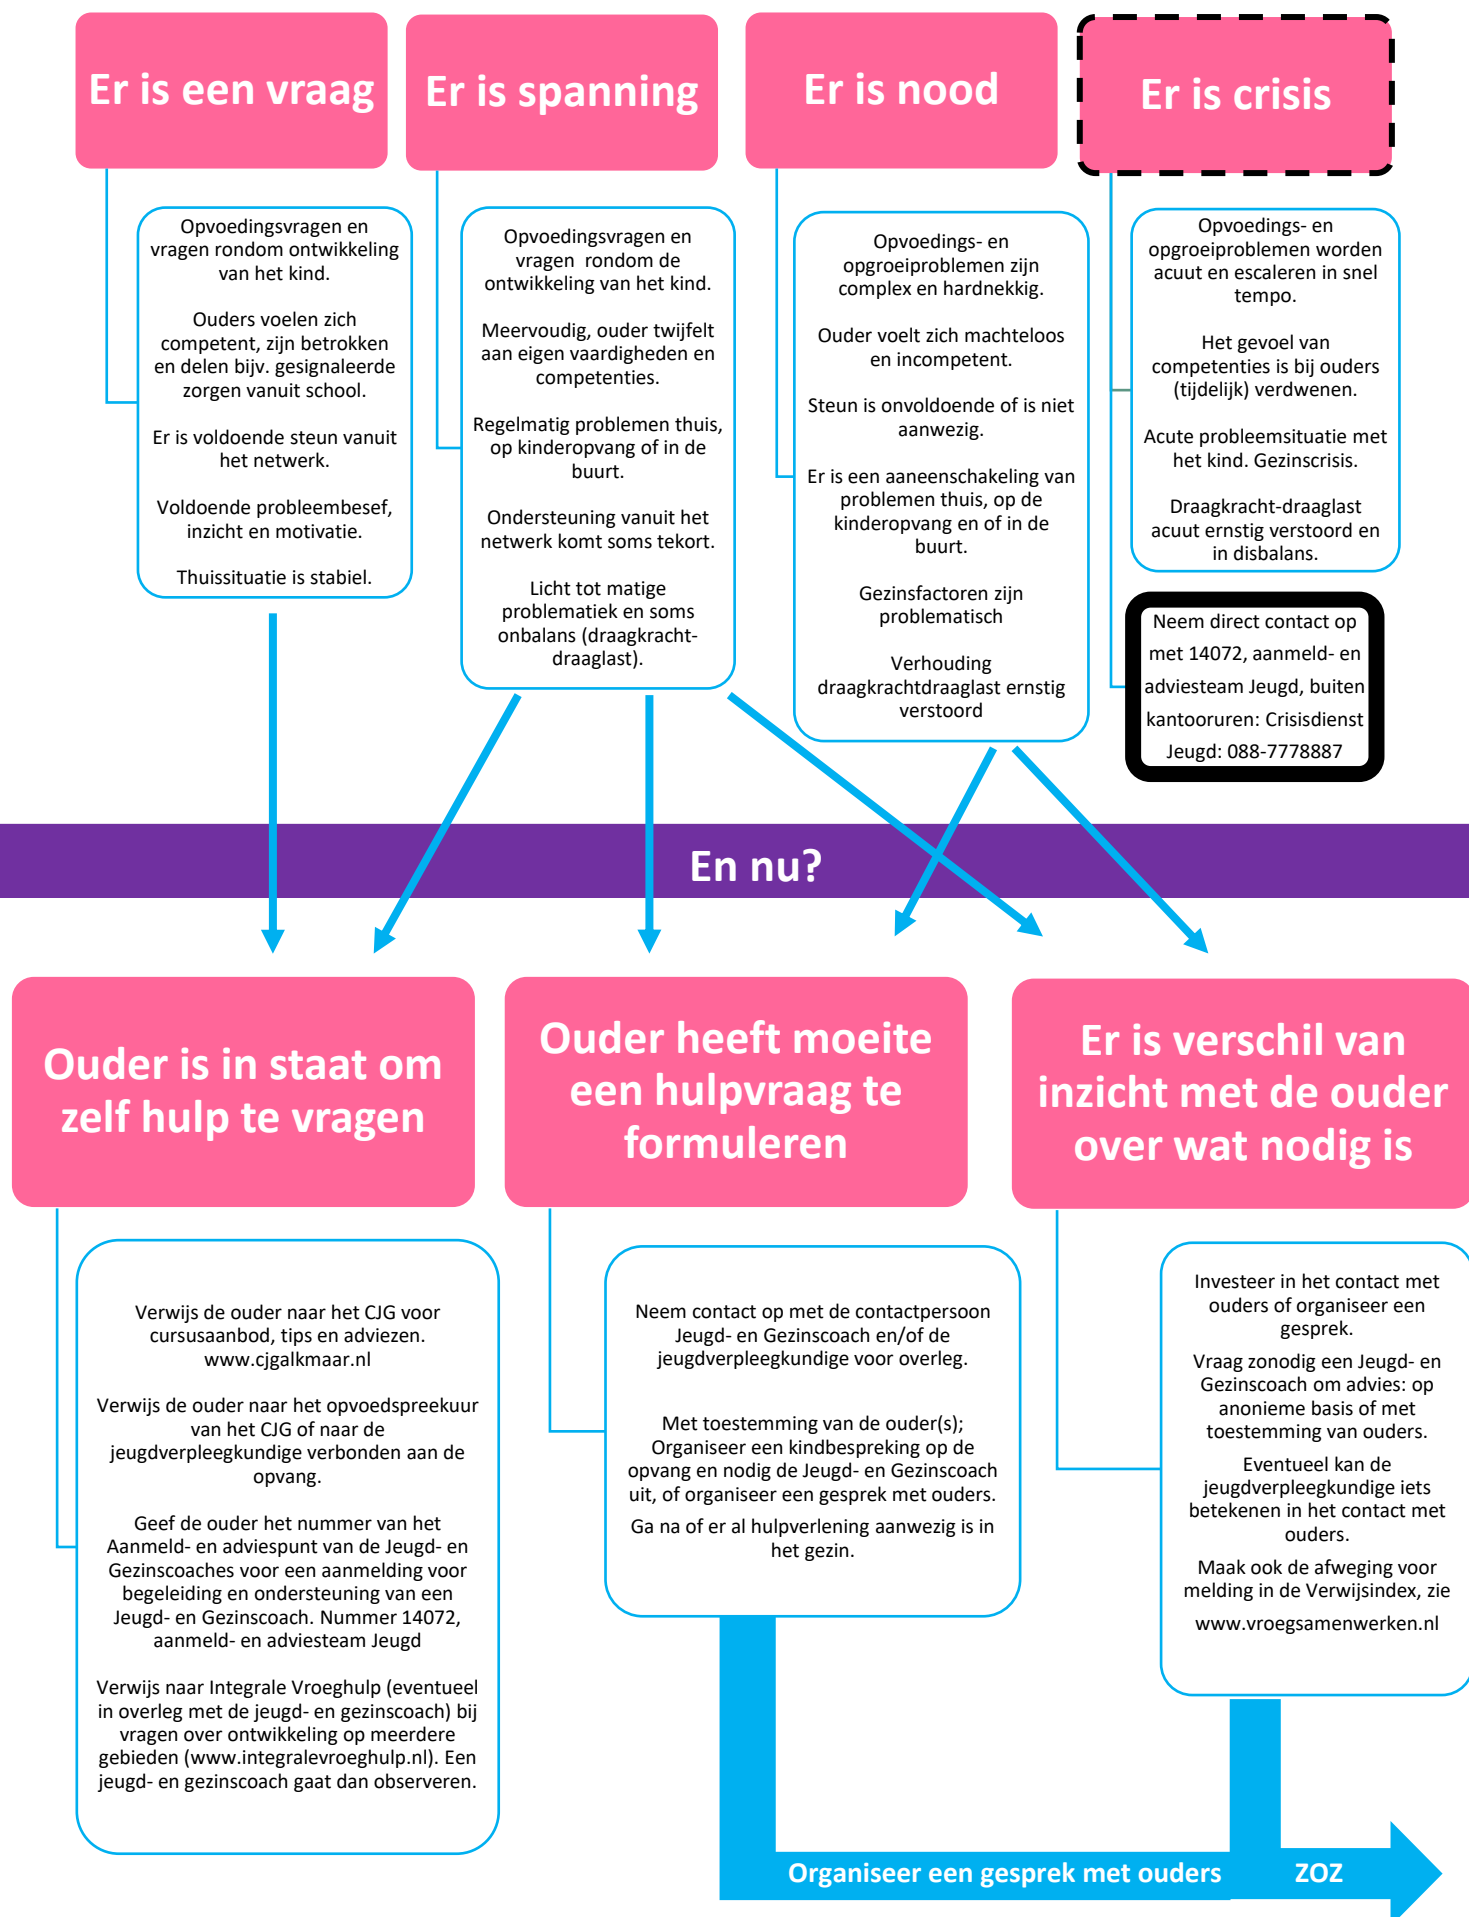 Er is een vraag
Opvoedingsvragen en
vragen rondom ontwikkeling
van het kind.
Ouders voelen zich
competent, zijn betrokken
en delen bijv. gesignaleerde
zorgen vanuit school.
Er is voldoende steun vanuit
het netwerk.
Voldoende probleembesef,
inzicht en motivatie.
Thuissituatie is stabiel.
Er is spanning
Opvoedingsvragen en
vragen rondom de
ontwikkeling van het kind.
Meervoudig, ouder twijfelt
aan eigen vaardigheden en
competenties.
Regelmatig problemen thuis,
op kinderopvang of in de
buurt.
Ondersteuning vanuit het
netwerk komt soms tekort.
Licht tot matige
problematiek en soms
onbalans (draagkracht-
draaglast).
Er is nood
Opvoedings- en
opgroeiproblemen zijn
complex en hardnekkig.
Ouder voelt zich machteloos
en incompetent.
Steun is onvoldoende of is niet
aanwezig.
Er is een aaneenschakeling van
problemen thuis, op de
kinderopvang en of in de
buurt.
Gezinsfactoren zijn
problematisch
Verhouding
draagkrachtdraaglast ernstig
verstoord
Er is crisis
Opvoedings- en
opgroeiproblemen worden
acuut en escaleren in snel
tempo.
Het gevoel van
competenties is bij ouders
(tijdelijk) verdwenen.
Acute probleemsituatie met
het kind. Gezinscrisis.
Draagkracht-draaglast
acuut ernstig verstoord en
in disbalans.
Neem direct contact op
met 14072, aanmeld- en
adviesteam Jeugd, buiten
kantooruren: Crisisdienst
Jeugd: 088-7778887
En nu?
Ouder is in staat om
zelf hulp te vragen
Verwijs de ouder naar het CJG voor
cursusaanbod, tips en adviezen.
www.cjgalkmaar.nl
Verwijs de ouder naar het opvoedspreekuur
van het CJG of naar de
jeugdverpleegkundige verbonden aan de
opvang.
Geef de ouder het nummer van het
Aanmeld- en adviespunt van de Jeugd- en
Gezinscoaches voor een aanmelding voor
begeleiding en ondersteuning van een
Jeugd- en Gezinscoach. Nummer 14072,
aanmeld- en adviesteam Jeugd
Verwijs naar Integrale Vroeghulp (eventueel
in overleg met de jeugd- en gezinscoach) bij
vragen over ontwikkeling op meerdere
gebieden (www.integralevroeghulp.nl). Een
jeugd- en gezinscoach gaat dan observeren.
Ouder heeft moeite
een hulpvraag te
formuleren
Neem contact op met de contactpersoon
Jeugd- en Gezinscoach en/of de
jeugdverpleegkundige voor overleg.
Met toestemming van de ouder(s);
Organiseer een kindbespreking op de
opvang en nodig de Jeugd- en Gezinscoach
uit, of organiseer een gesprek met ouders.
Ga na of er al hulpverlening aanwezig is in
het gezin.
Er is verschil van
inzicht met de ouder
over wat nodig is
Investeer in het contact met
ouders of organiseer een
gesprek.
Vraag zonodig een Jeugd- en
Gezinscoach om advies: op
anonieme basis of met
toestemming van ouders.
Eventueel kan de
jeugdverpleegkundige iets
betekenen in het contact met
ouders.
Maak ook de afweging voor
melding in de Verwijsindex, zie
www.vroegsamenwerken.nl
Organiseer een gesprek met ouders ZOZ